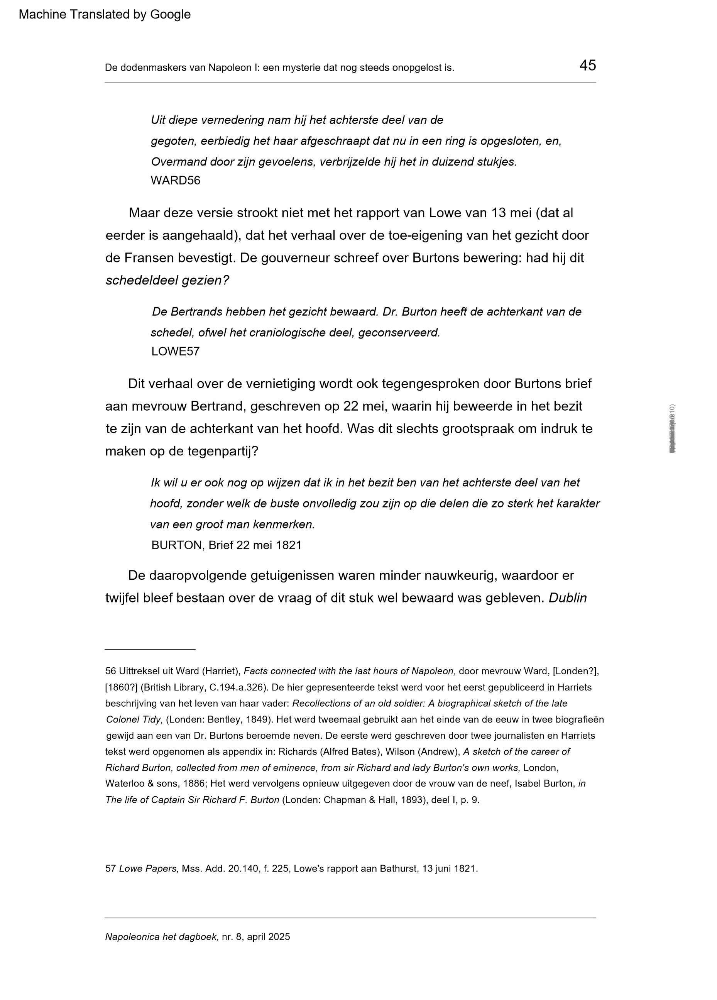 Machine Translated by Google
De dodenmaskers van Napoleon I: een mysterie dat nog steeds onopgelost is.
45
Uit diepe vernedering nam hij het achterste deel van de
gegoten, eerbiedig het haar afgeschraapt dat nu in een ring is opgesloten, en,
Overmand door zijn gevoelens, verbrijzelde hij het in duizend stukjes.
WARD56
Maar deze versie strookt niet met het rapport van Lowe van 13 mei (dat al
eerder is aangehaald), dat het verhaal over de toe-eigening van het gezicht door
de Fransen bevestigt. De gouverneur schreef over Burtons bewering: had hij dit
schedeldeel gezien?
De Bertrands hebben het gezicht bewaard. Dr. Burton heeft de achterkant van de
schedel, ofwel het craniologische deel, geconserveerd.
LOWE57
Dit verhaal over de vernietiging wordt ook tegengesproken door Burtons brief
aan mevrouw Bertrand, geschreven op 22 mei, waarin hij beweerde in het bezit
te zijn van de achterkant van het hoofd. Was dit slechts grootspraak om indruk te
maken op de tegenpartij?
Ik wil u er ook nog op wijzen dat ik in het bezit ben van het achterste deel van het
hoofd, zonder welk de buste onvolledig zou zijn op die delen die zo sterk het karakter
van een groot man kenmerken.
BURTON, Brief 22 mei 1821
De daaropvolgende getuigenissen waren minder nauwkeurig, waardoor er
twijfel bleef bestaan over de vraag of dit stuk wel bewaard was gebleven. Dublin
56 Uittreksel uit Ward (Harriet), Facts connected with the last hours of Napoleon, door mevrouw Ward, [Londen?],
[1860?] (British Library, C.194.a.326). De hier gepresenteerde tekst werd voor het eerst gepubliceerd in Harriets
beschrijving van het leven van haar vader: Recollections of an old soldier: A biographical sketch of the late
Colonel Tidy, (Londen: Bentley, 1849). Het werd tweemaal gebruikt aan het einde van de eeuw in twee biografieën
gewijd aan een van Dr. Burtons beroemde neven. De eerste werd geschreven door twee journalisten en Harriets
tekst werd opgenomen als appendix in: Richards (Alfred Bates), Wilson (Andrew), A sketch of the career of
Richard Burton, collected from men of eminence, from sir Richard and lady Burton's own works, London,
Waterloo & sons, 1886; Het werd vervolgens opnieuw uitgegeven door de vrouw van de neef, Isabel Burton, in
The life of Captain Sir Richard F. Burton (Londen: Chapman & Hall, 1893), deel I, p. 9.
57 Lowe Papers, Mss. Add. 20.140, f. 225, Lowe's rapport aan Bathurst, 13 juni 1821.
Napoleonica het dagboek, nr. 8, april 2025